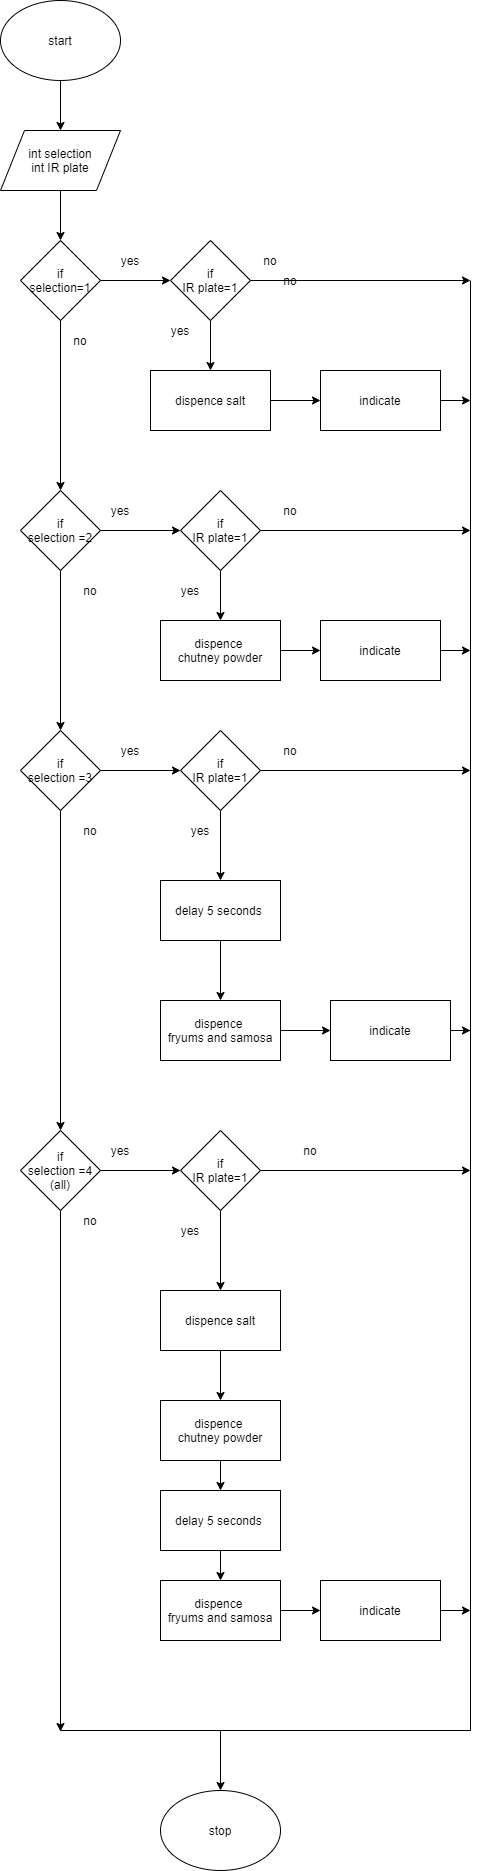 start
int selection
int IR plate
if
selection=1
yes
if
IR plate=1
no
no
no
yes
dispence salt
indicate
if
selection =2
yes
if
IR plate=1
no
no
yes
dispence
chutney powder
indicate
if
selection =3
yes
if
IR plate=1
no
no
yes
delay 5 seconds
dispence
fryums and samosa
indicate
if
selection =4
(all)
yes
if
IR plate=1
no
no
yes
dispence salt
dispence
chutney powder
delay 5 seconds
dispence
fryums and samosa
indicate
stop